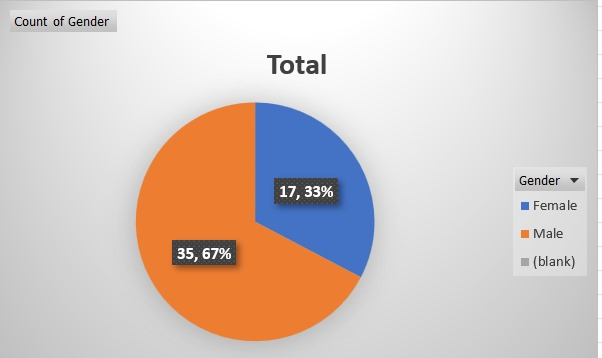 Count of Gender
Total
17, 33%
35, 67%
Gender
Female
Male
(blank)